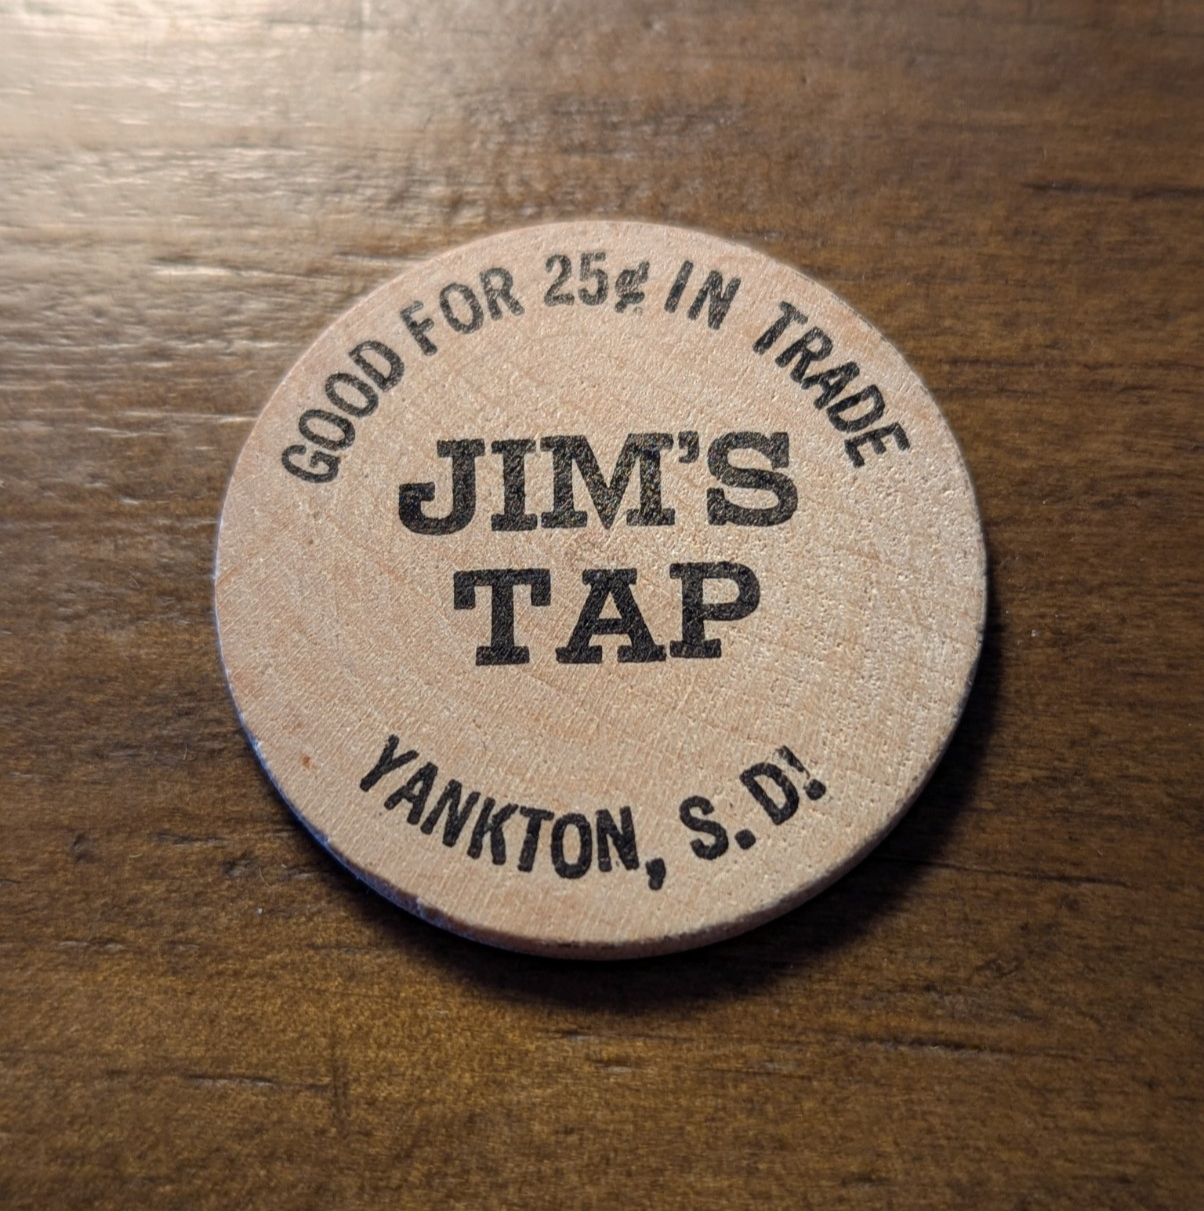 GOOD FOR 25¢ IN TRADE
JIM'S
TAP
YANKTON, S. D!